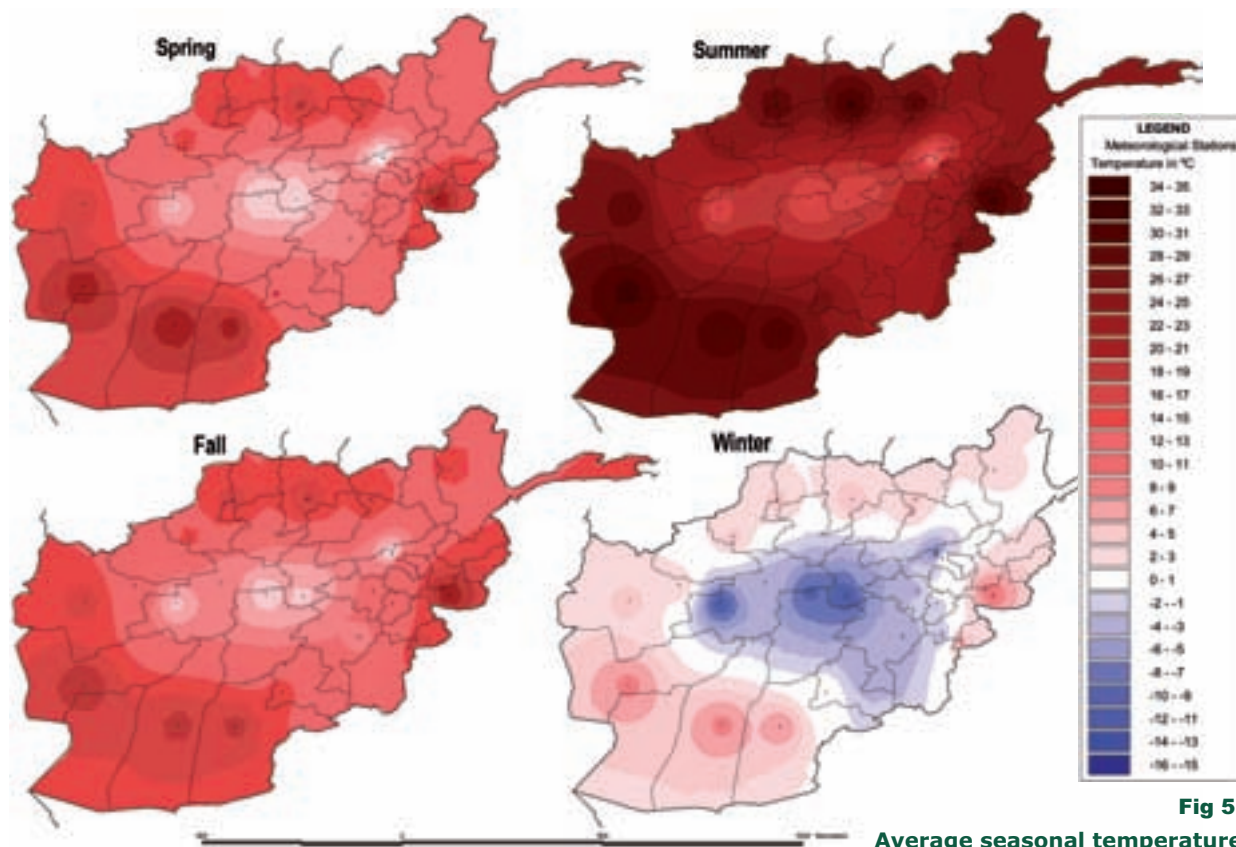 Spring
Summer
LEGEND
Meteorological Stations
Temperature in °C
34 - 35
32 - 33
30 - 31
28 - 29
26 - 27
24 - 25
22 - 23
20 - 21
18 - 19
16 - 17
14 - 15
12 - 13
10 - 11
8 - 9
6 - 7
4 - 5
2 - 3
0 - 1
-2 - -1
-4 - -3
-6 - -5
-8 - -7
-10 - -9
-12 - -11
-14 - -13
-16 - -15
Fall
Winter
Fig 5
Average seasonal temperature